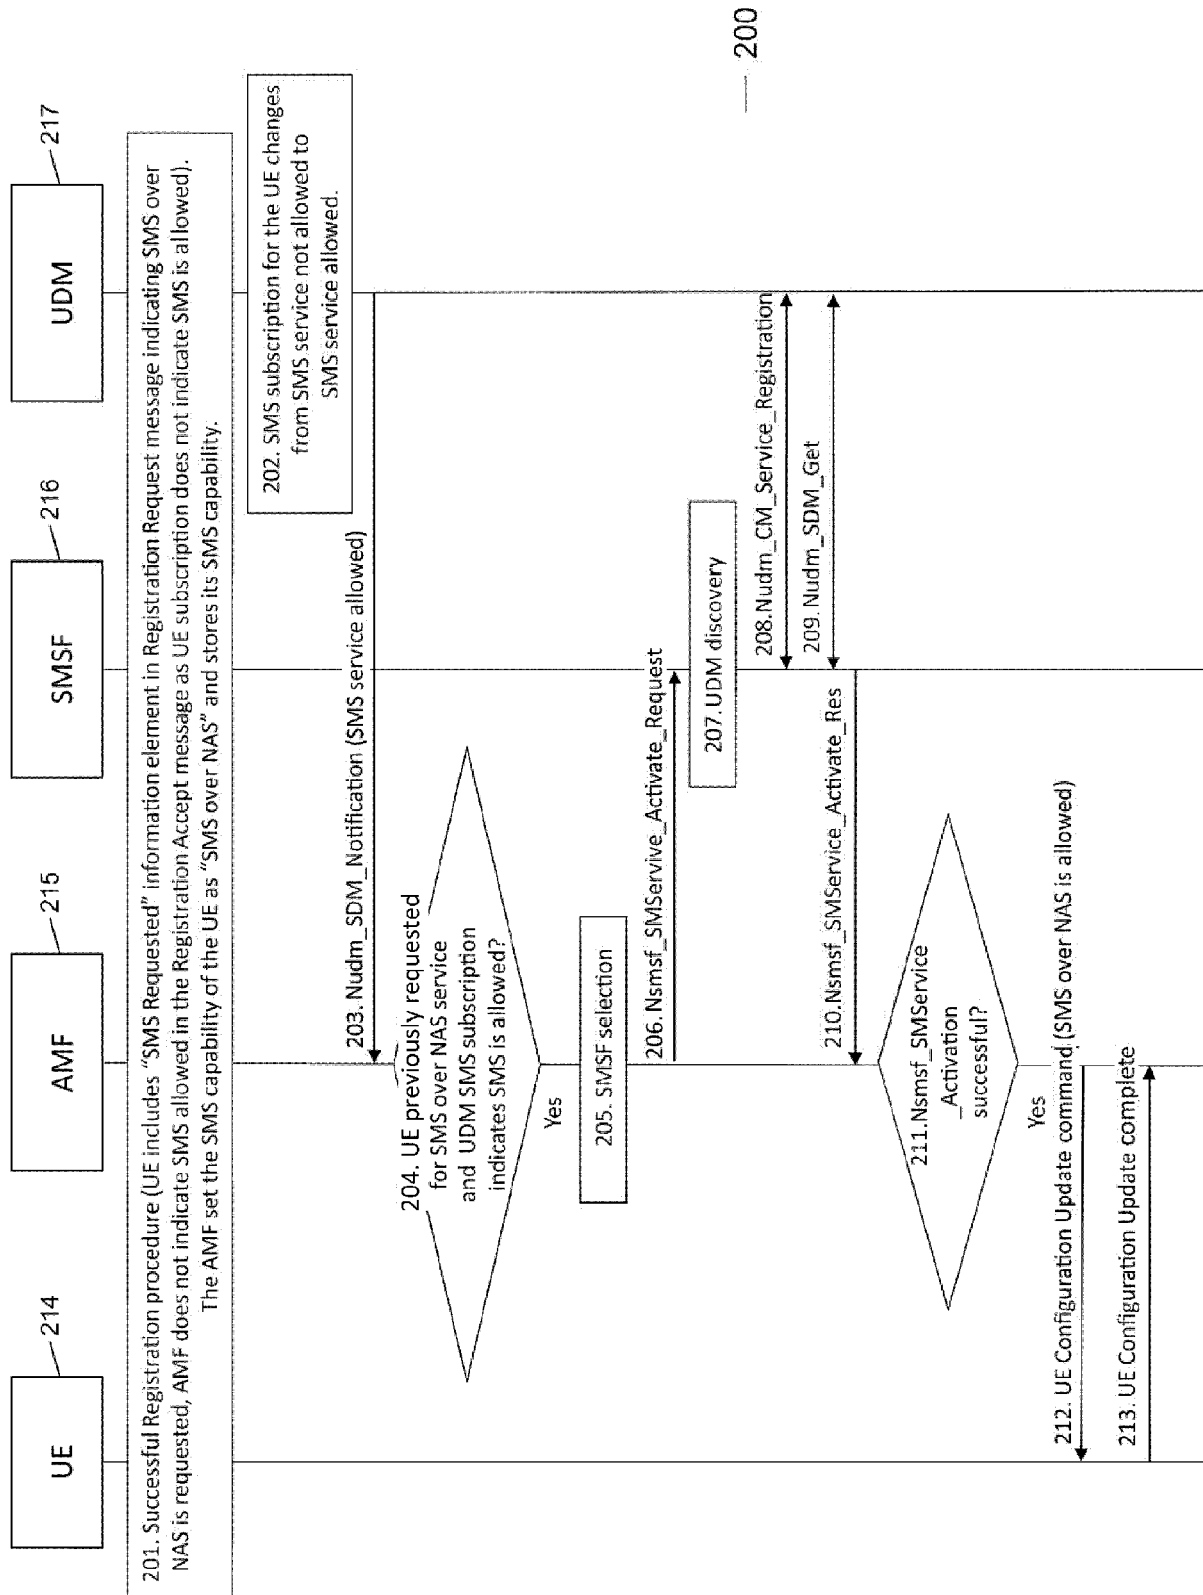 UE
214
AMF
215
SMSF
216
UDM
217
201. Successful Registration procedure (UE includes "SMS Requested" information element in Registration Request message indicating SMS over
NAS is requested, AMF does not indicate SMS allowed in the Registration Accept message as UE subscription does not indicate SMS is allowed).
The AMF set the SMS capability of the UE as "SMS over NAS" and stores its SMS capability.
202. SMS subscription for the UE changes
from SMS service not allowed to
SMS service allowed.
203. Nudm_SDM_Notification (SMS service allowed)
204. UE previously requested
for SMS over NAS service
and UDM SMS subscription
indicates SMS is allowed?
Yes
205. SMSF selection
206. Nsmsf_SMServive_Activate_Request
207. UDM discovery
208.Nudm_CM_Service_Registration
209. Nudm_SDM_Get
210.Nsmsf_SMService_Activate_Res
211.Nsmsf_SMService
_Activation
successful?
Yes
212. UE Configuration Update command (SMS over NAS is allowed)
213. UE Configuration Update complete
200